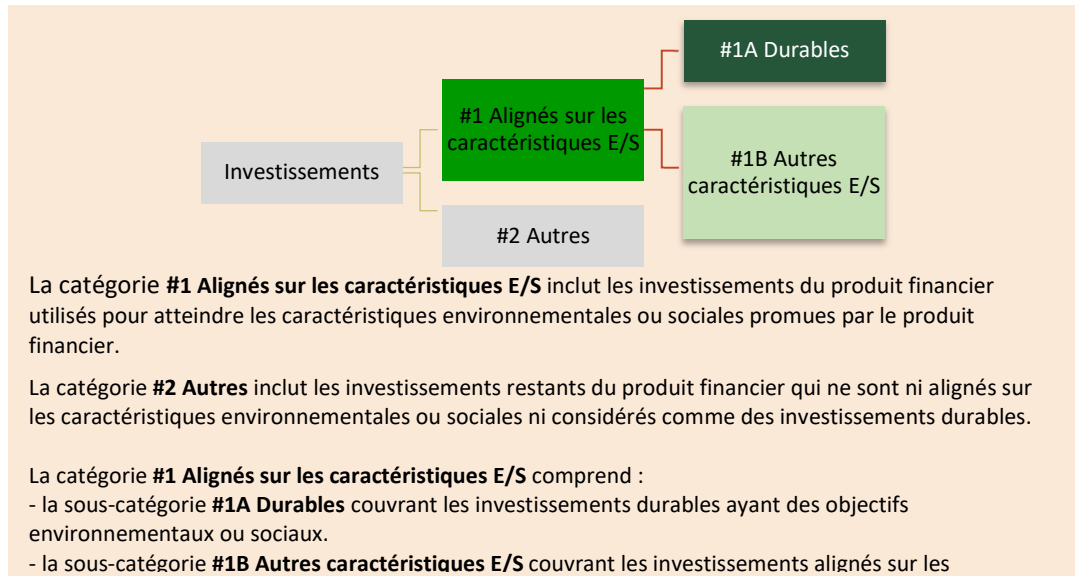 #1A Durables
#1 Alignés sur les
caractéristiques E/S
#1B Autres
caractéristiques E/S
Investissements
#2 Autres
La catégorie #1 Alignés sur les caractéristiques E/S inclut les investissements du produit financier
utilisés pour atteindre les caractéristiques environnementales ou sociales promues par le produit
financier.
La catégorie #2 Autres inclut les investissements restants du produit financier qui ne sont ni alignés sur
les caractéristiques environnementales ou sociales ni considérés comme des investissements durables.
La catégorie #1 Alignés sur les caractéristiques E/S comprend :
- la sous-catégorie #1A Durables couvrant les investissements durables ayant des objectifs
environnementaux ou sociaux.
- la sous-catégorie #1B Autres caractéristiques E/S couvrant les investissements alignés sur les